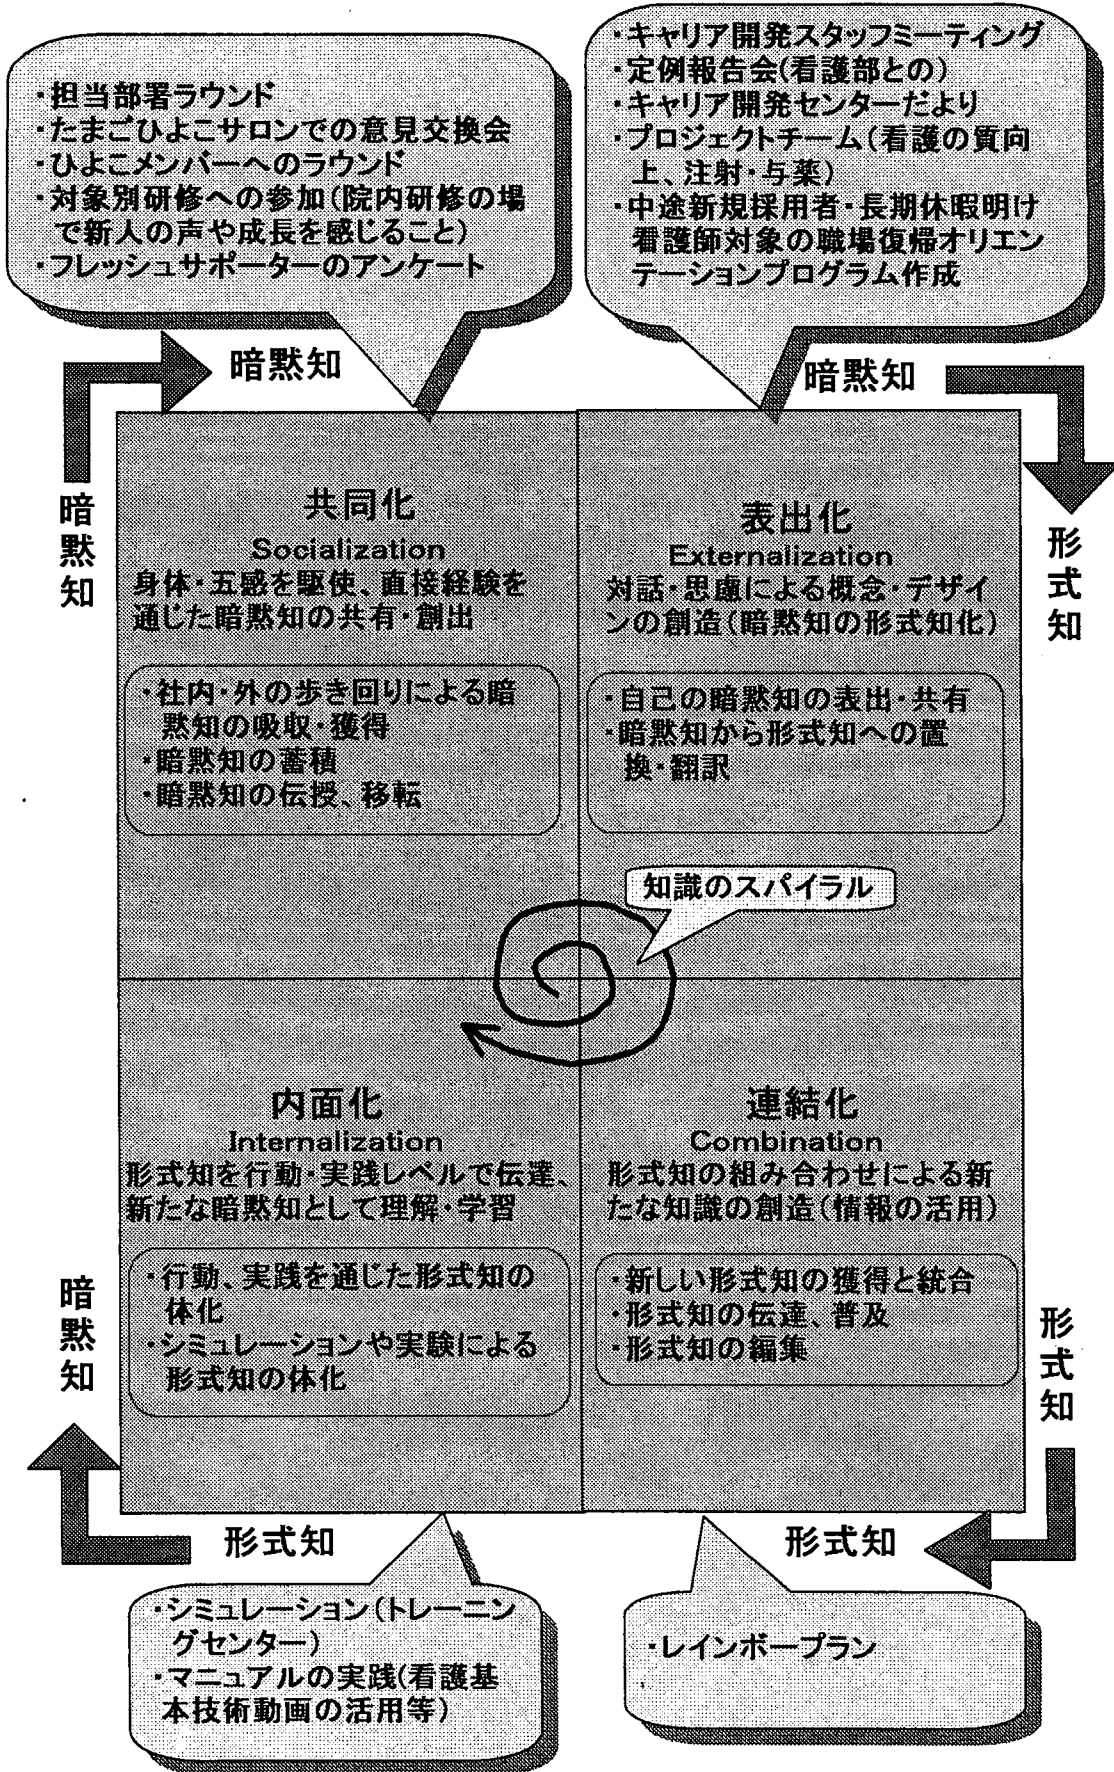 ・担当部署ラウンド
・たまごひよこサロンでの意見交換会
・ひよこメンバーへのラウンド
・対象別研修への参加(院内研修の場
で新人の声や成長を感じること)
・フレッシュサポーターのアンケート
・キャリア開発スタッフミーティング
・定例報告会(看護部との)
・キャリア開発センターだより
・プロジェクトチーム(看護の質向
上、注射・与薬)
・中途新規採用者・長期休暇明け
看護師対象の職場復帰オリエン
テーションプログラム作成
暗黙知
暗黙知
暗黙知
形式知
共同化
Socialization
身体・五感を駆使、直接経験を
通じた暗黙知の共有・創出
・社内・外の歩き回りによる暗
黙知の吸収・獲得
・暗黙知の蓄積
・暗黙知の伝授、移転
表出化
Externalization
対話・思慮による概念・デザイ
ンの創造(暗黙知の形式知化)
・自己の暗黙知の表出・共有
・暗黙知から形式知への置
換・翻訳
知識のスパイラル
内面化
Internalization
形式知を行動・実践レベルで伝達、
新たな暗黙知として理解・学習
・行動、実践を通じた形式知の
体化
・シミュレーションや実験による
形式知の体化
連結化
Combination
形式知の組み合わせによる新
たな知識の創造(情報の活用)
・新しい形式知の獲得と統合
・形式知の伝達、普及
・形式知の編集
暗黙知
形式知
形式知
形式知
・シミュレーション(トレーニン
グセンター)
・マニュアルの実践(看護基
本技術動画の活用等)
・レインボープラン